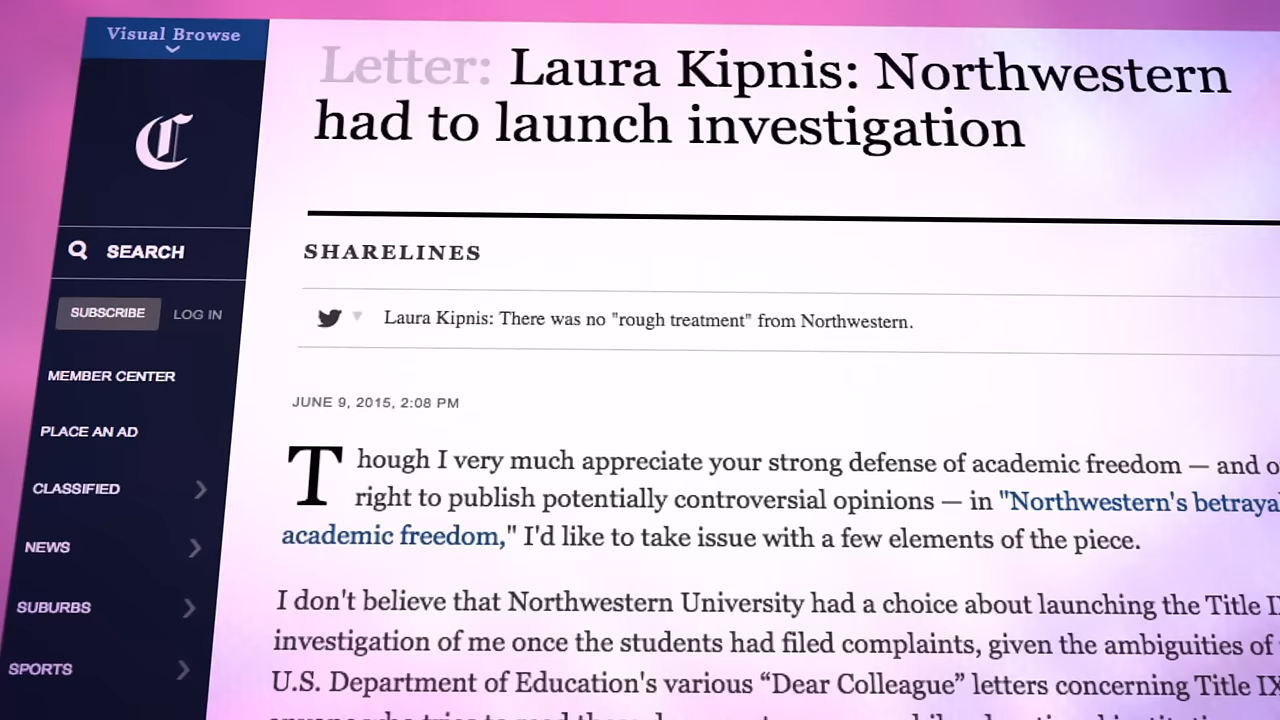 Visual Browse
C
SEARCH
SUBSCRIBE LOG IN
MEMBER CENTER
PLACE AN AD
CLASSIFIED
NEWS
SUBURBS
SPORTS
Letter: Laura Kipnis: Northwestern
had to launch investigation
SHARELINES
Laura Kipnis: There was no "rough treatment" from Northwestern.
JUNE 9, 2015, 2:08 PM
Though I very much appreciate your strong defense of academic freedom — and o
right to publish potentially controversial opinions — in "Northwestern's betraya
academic freedom," I'd like to take issue with a few elements of the piece.
I don't believe that Northwestern University had a choice about launching the Title I
investigation of me once the students had filed complaints, given the ambiguities of
U.S. Department of Education's various “Dear Colleague” letters concerning Title IX